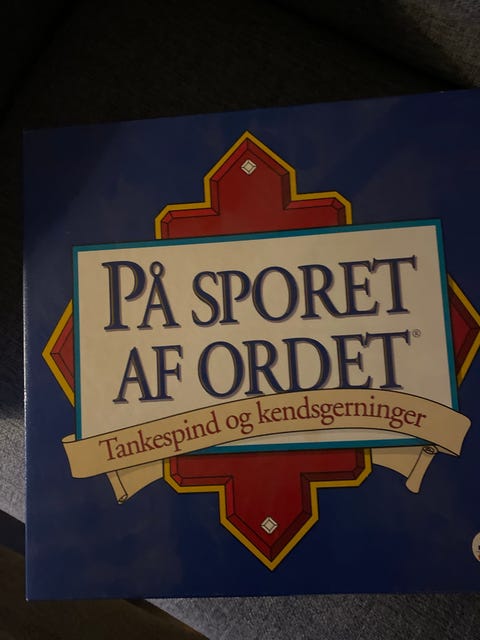 PÅ SPORET
AF ORDET®
Tankespind og kendsgerninger